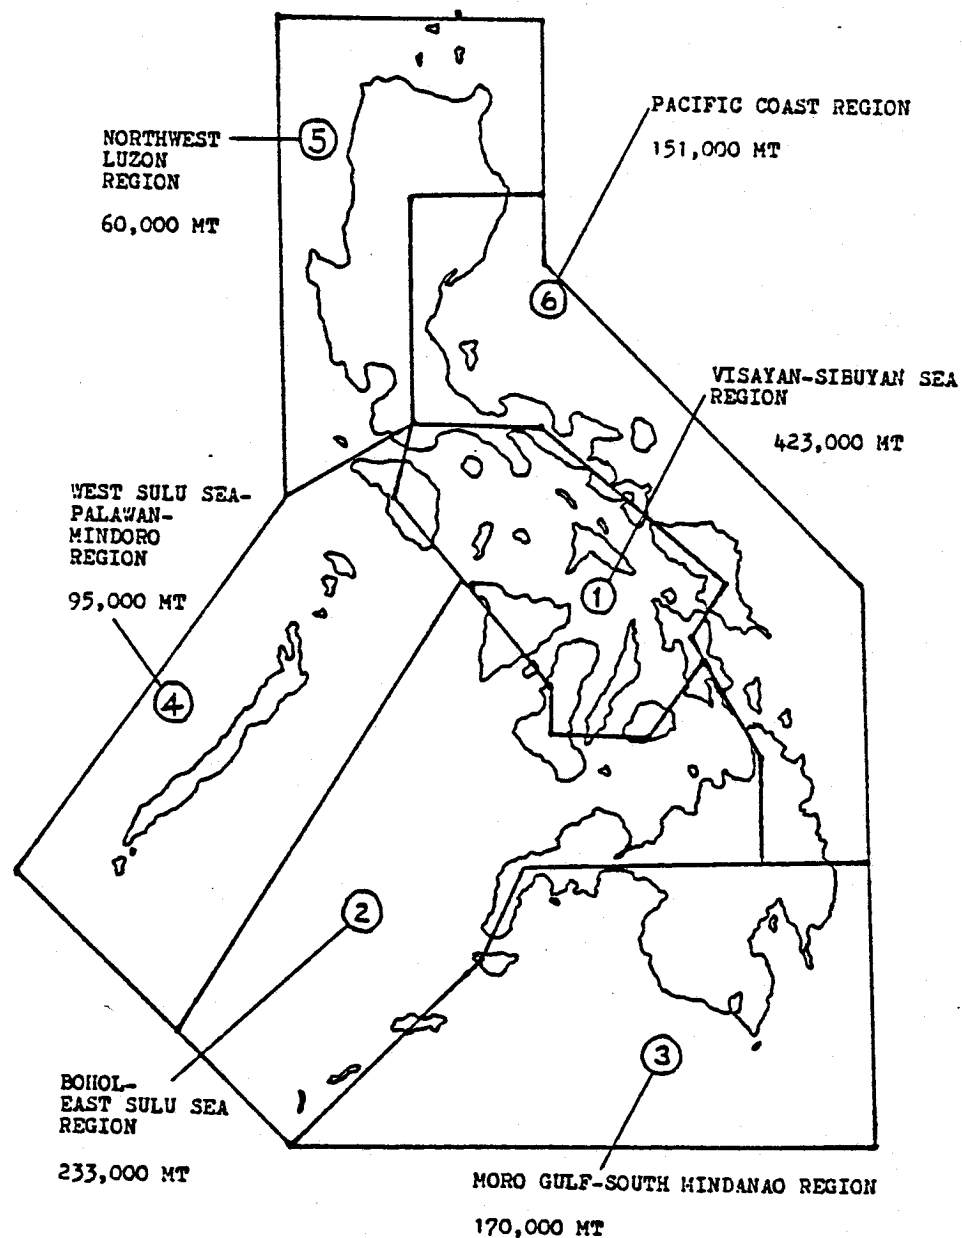 PACIFIC COAST REGION
151,000 MT
5
NORTHWEST
LUZON
REGION
60,000 MT
6
VISAYAN-SIBUYAN SEA
REGION
423,000 MT
WEST SULU SEA-
PALAWAN-
MINDORO
REGION
95,000 MT
1
4
2
3
BOHOL-
EAST SULU SEA
REGION
233,000 MT
MORO GULF-SOUTH MINDANAO REGION
170,000 MT